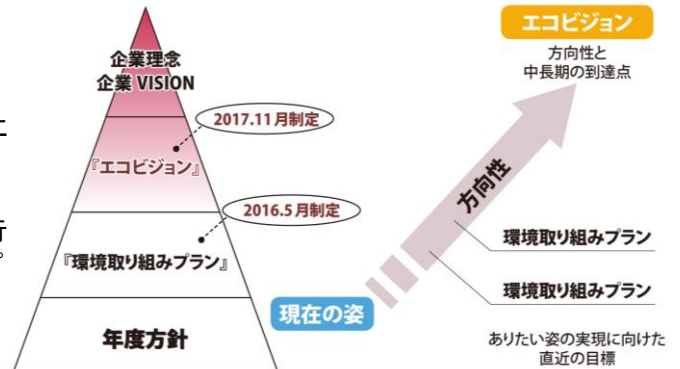 企業理念
企業 VISION
2017.11月制定
『エコビジョン』
2016.5月制定
『環境取り組みプラン』
年度方針
エコビジョン
方向性と
中長期の到達点
方向性
環境取り組みプラン
環境取り組みプラン
現在の姿
ありたい姿の実現に向けた
直近の目標